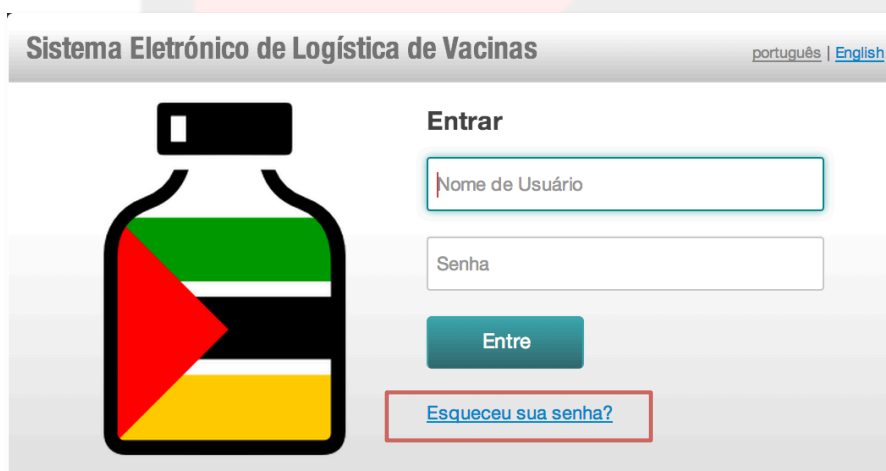 Sistema Eletrónico de Logística de Vacinas
português | English
Entrar
Nome de Usuário
Senha
Entre
Esqueceu sua senha?